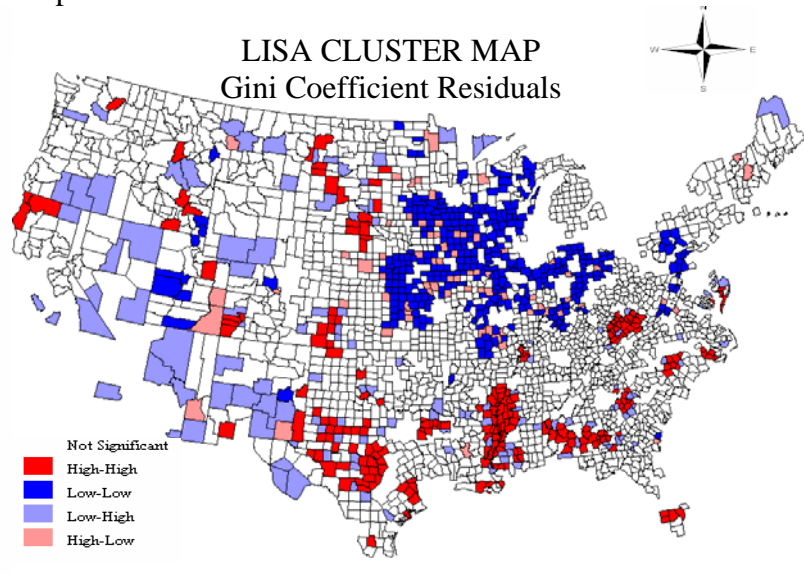 LISA CLUSTER MAP
Gini Coefficient Residuals
W
E
S
Not Significant
High-High
Low-Low
Low-High
High-Low